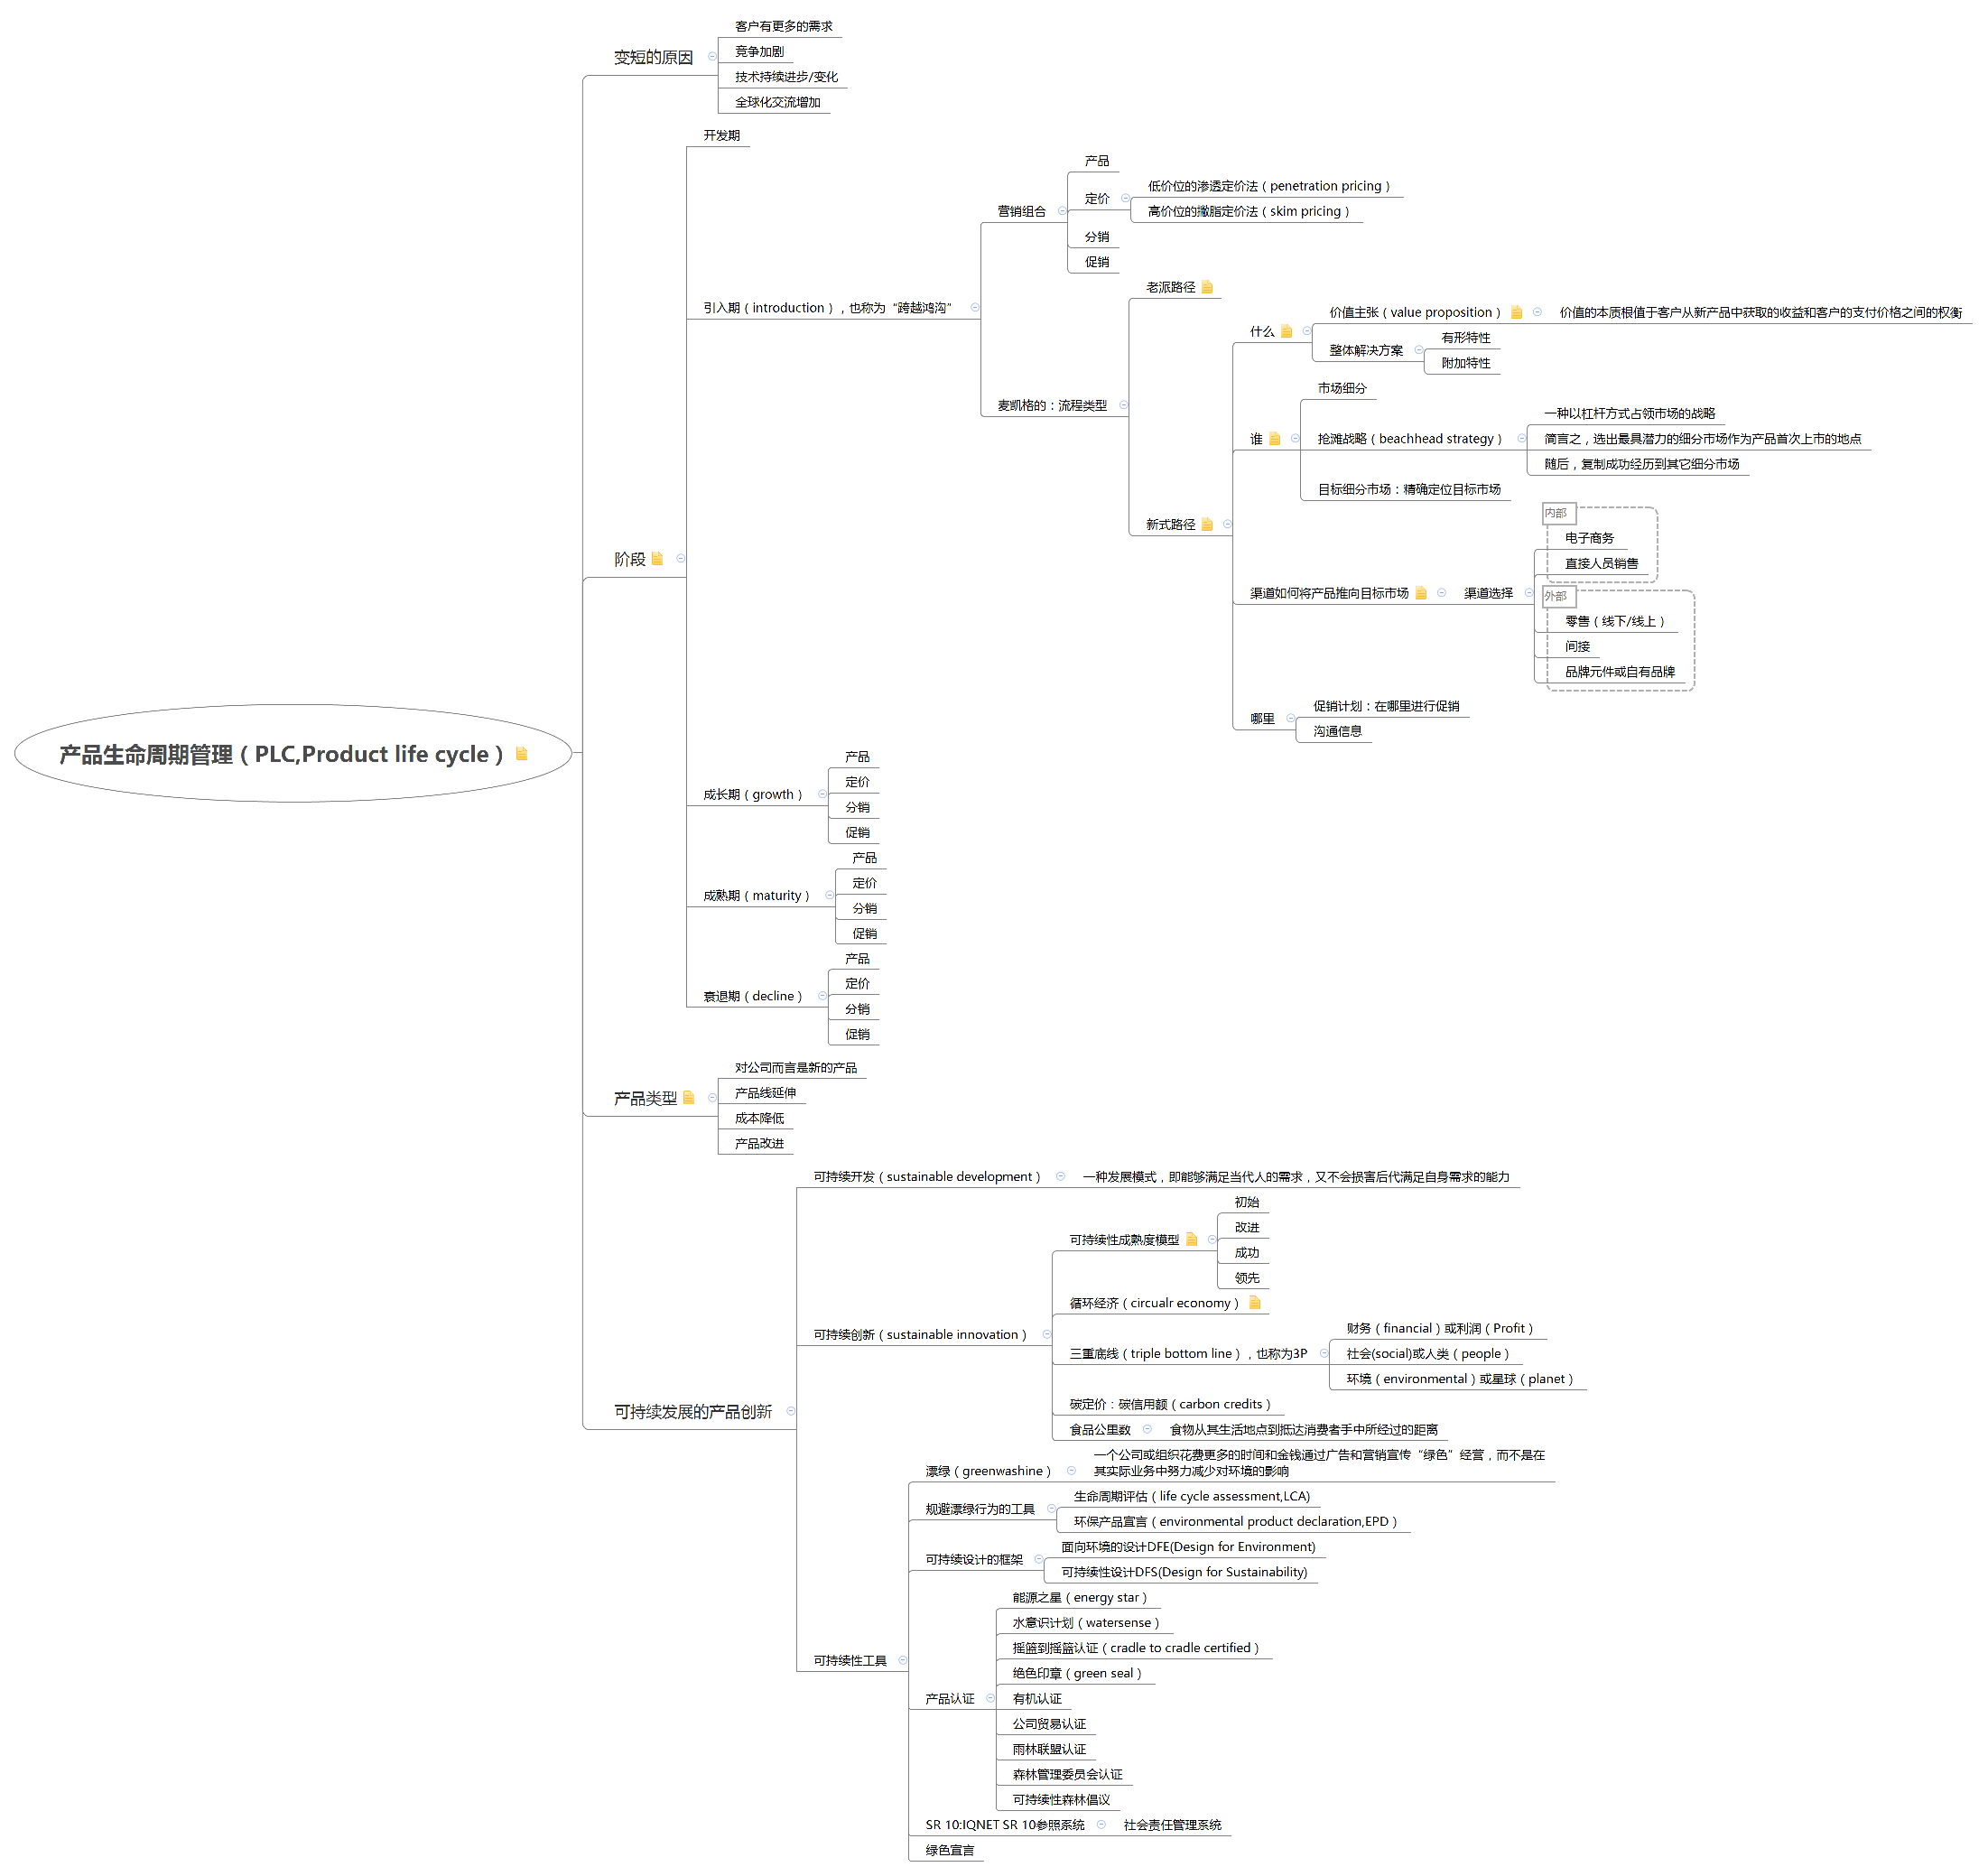 产品生命周期管理（PLC,Product life cycle）
变短的原因
客户有更多的需求
竞争加剧
技术持续进步/变化
全球化交流增加
阶段
开发期
引入期（introduction），也称为“跨越鸿沟”
营销组合
产品
定价
低价位的渗透定价法（penetration pricing）
高价位的撇脂定价法（skim pricing）
分销
促销
麦凯格的：流程类型
老派路径
新式路径
什么
价值主张（value proposition）
价值的本质根值于客户从新产品中获取的收益和客户的支付价格之间的权衡
整体解决方案
有形特性
附加特性
谁
市场细分
抢滩战略（beachhead strategy）
一种以杠杆方式占领市场的战略
简言之，选出最具潜力的细分市场作为产品首次上市的地点
随后，复制成功经历到其它细分市场
目标细分市场：精确定位目标市场
渠道如何将产品推向目标市场
渠道选择
内部
电子商务
直接人员销售
外部
零售（线下/线上）
间接
品牌元件或自有品牌
哪里
促销计划：在哪里进行促销
沟通信息
成长期（growth）
产品
定价
分销
促销
成熟期（maturity）
产品
定价
分销
促销
衰退期（decline）
产品
定价
分销
促销
产品类型
对公司而言是新的产品
产品线延伸
成本降低
产品改进
可持续发展的产品创新
可持续开发（sustainable development）
一种发展模式，即能够满足当代人的需求，又不会损害后代满足自身需求的能力
可持续创新（sustainable innovation）
可持续性成熟度模型
初始
改进
成功
领先
循环经济（circualr economy）
三重底线（triple bottom line），也称为3P
财务（financial）或利润（Profit）
社会(social)或人类（people）
环境（environmental）或星球（planet）
碳定价：碳信用额（carbon credits）
食品公里数
食物从其生活地点到抵达消费者手中所经过的距离
可持续性工具
漂绿（greenwashine）
一个公司或组织花费更多的时间和金钱通过广告和营销宣传“绿色”经营，而不是在
其实际业务中努力减少对环境的影响
规避漂绿行为的工具
生命周期评估（life cycle assessment,LCA)
环保产品宣言（environmental product declaration,EPD）
可持续设计的框架
面向环境的设计DFE(Design for Environment)
可持续性设计DFS(Design for Sustainability)
产品认证
能源之星（energy star）
水意识计划（watersense）
摇篮到摇篮认证（cradle to cradle certified）
绝色印章（green seal）
有机认证
公司贸易认证
雨林联盟认证
森林管理委员会认证
可持续性森林倡议
SR 10:IQNET SR 10参照系统
社会责任管理系统
绿色宣言